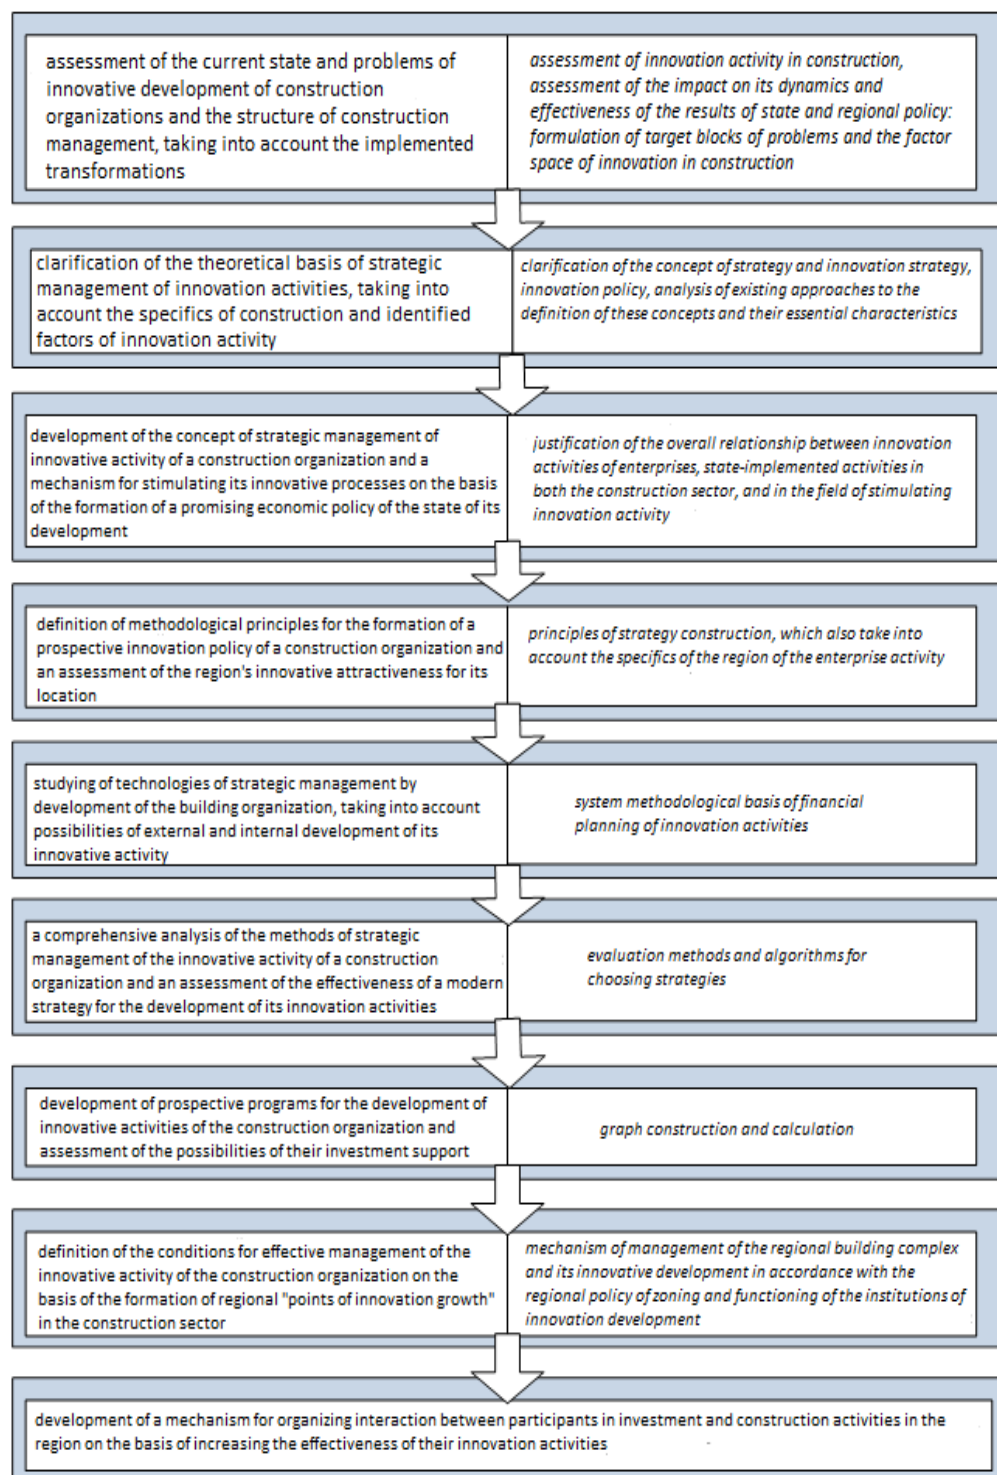 assessment of the current state and problems of
innovative development of construction
organizations and the structure of construction
management, taking into account the implemented
transformations
assessment of innovation activity in construction,
assessment of the impact on its dynamics and
effectiveness of the results of state and regional policy:
formulation of target blocks of problems and the factor
space of innovation in construction
clarification of the theoretical basis of strategic
management of innovation activities, taking into
account the specifics of construction and identified
factors of innovation activity
clarification of the concept of strategy and innovation strategy,
innovation policy, analysis of existing approaches to the
definition of these concepts and their essential characteristics
development of the concept of strategic management of
innovative activity of a construction organization and a
mechanism for stimulating its innovative processes on the basis
of the formation of a promising economic policy of the state of its
development
justification of the overall relationship between innovation
activities of enterprises, state-implemented activities in
both the construction sector, and in the field of stimulating
innovation activity
definition of methodological principles for the formation of a
prospective innovation policy of a construction organization and
an assessment of the region's innovative attractiveness for its
location
principles of strategy construction, which also take into
account the specifics of the region of the enterprise activity
studying of technologies of strategic management by
development of the building organization, taking into account
possibilities of external and internal development of its
innovative activity
system methodological basis of financial
planning of innovation activities
a comprehensive analysis of the methods of strategic
management of the innovative activity of a construction
organization and an assessment of the effectiveness of a modern
strategy for the development of its innovation activities
evaluation methods and algorithms for
choosing strategies
development of prospective programs for the development of
innovative activities of the construction organization and
assessment of the possibilities of their investment support
graph construction and calculation
definition of the conditions for effective management of the
innovative activity of the construction organization on the
basis of the formation of regional "points of innovation growth"
in the construction sector
mechanism of management of the regional building complex
and its innovative development in accordance with the
regional policy of zoning and functioning of the institutions of
innovation development
development of a mechanism for organizing interaction between participants in investment and construction activities in the
region on the basis of increasing the effectiveness of their innovation activities